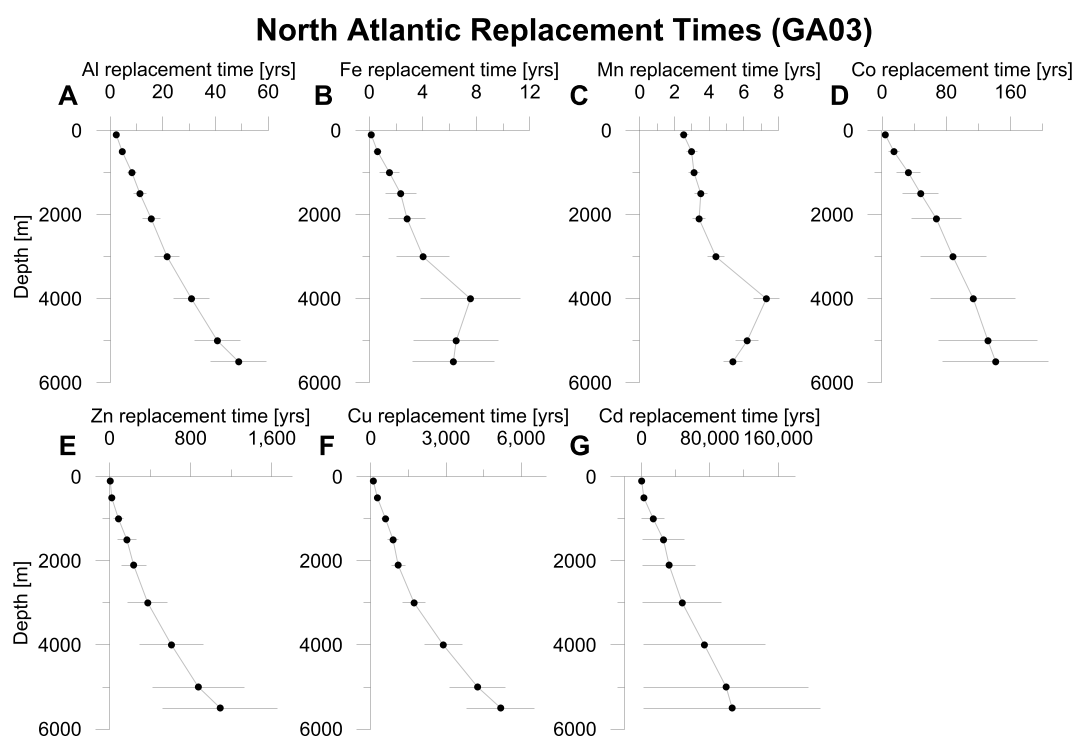 North Atlantic Replacement Times (GA03)
Al replacement time [yrs]
Fe replacement time [yrs]
Mn replacement time [yrs]
Co replacement time [yrs]
A
0 20 40 60
B
0 4 8 12
C
0 2 4 6 8
D
0 80 160
0
2000
4000
6000
Depth [m]
0
2000
4000
6000
0
2000
4000
6000
0
2000
4000
6000
Zn replacement time [yrs]
Cu replacement time [yrs]
Cd replacement time [yrs]
E
0 800 1,600
F
0 3,000 6,000
G
0 80,000 160,000
0
2000
4000
6000
Depth [m]
0
2000
4000
6000
0
2000
4000
6000